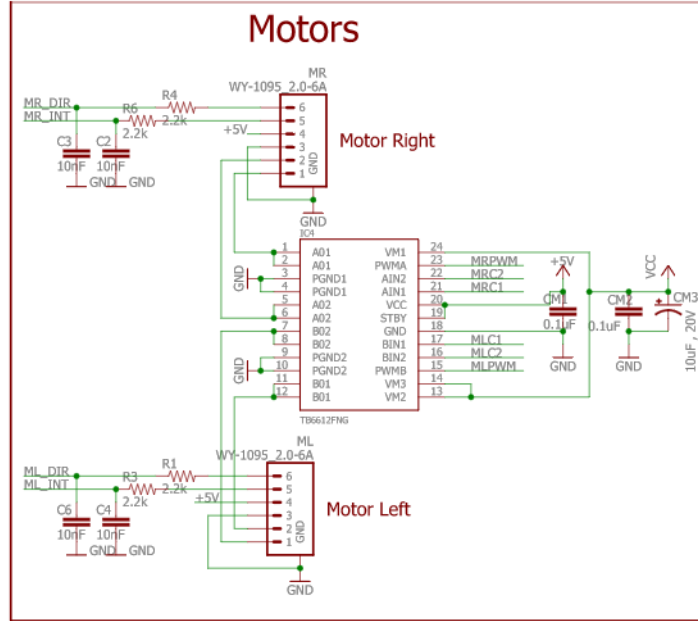 Motors
MR
WY-1095_2.0-6A
MR_DIR
R4
6
MR_INT
R6
2.2k
5
2.2k
+5V
4
C3
C2
3
Motor Right
10nF
10nF
2
GND
GND
GND
1
GND
IC4
1
A01
VM1
24
2
A01
PWMA
23
MRPWM
+5V
VCC
GND
3
PGND1
AIN2
22
MRC2
4
PGND1
AIN1
21
MRC1
5
A02
VCC
20
CM1
CM2
CM3
6
A02
STBY
19
0.1uF
0.1uF
7
B02
GND
18
10uF , 20V
8
B02
BIN1
17
MLC1
9
PGND2
BIN2
16
MLC2
GND
GND
GND
10
PGND2
PWMB
15
MLPWM
11
B01
VM3
14
12
B01
VM2
13
TB6612FNG
ML
WY-1095_2.0-6A
ML_DIR
R1
6
ML_INT
R3
2.2k
5
2.2k
+5V
4
C6
C4
3
Motor Left
10nF
10nF
2
GND
GND
GND
1
GND